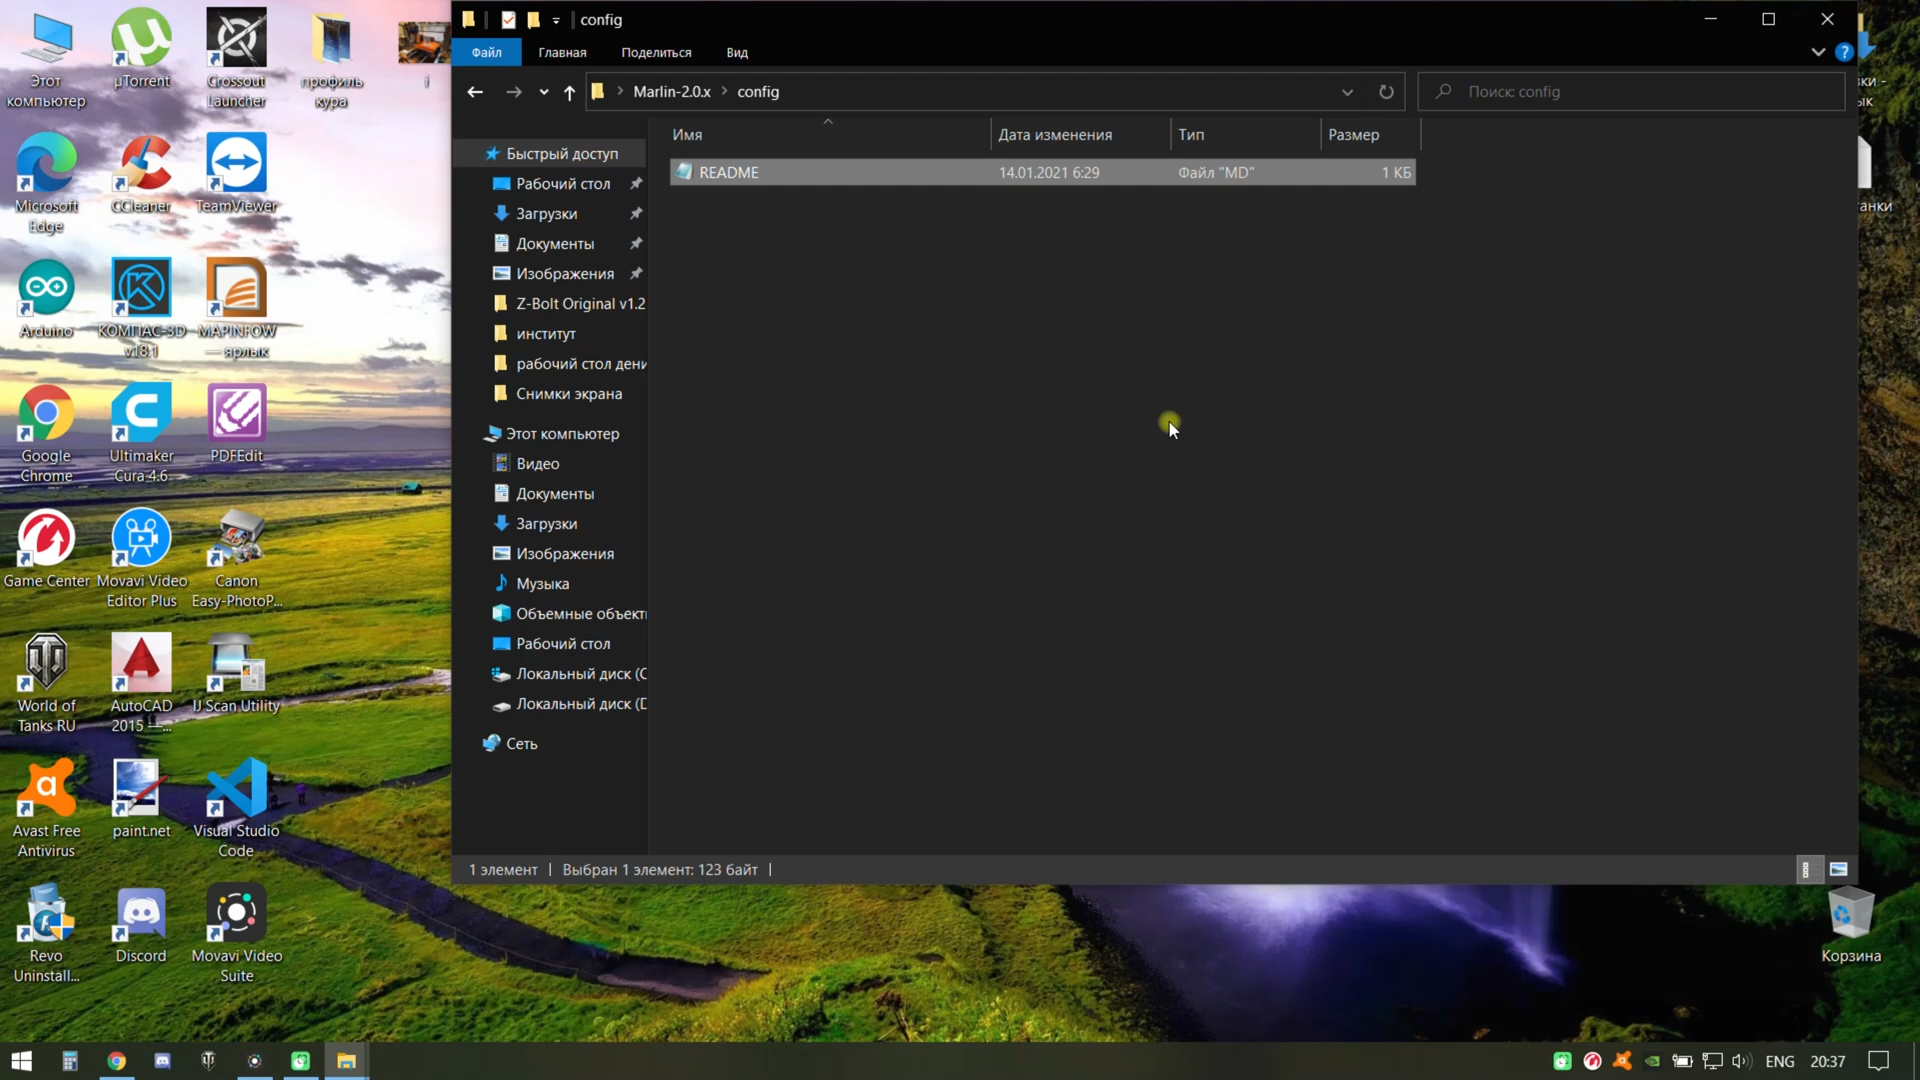 config
Файл
Главная
Поделиться
Вид
Marlin-2.0.x
config
Поиск: config
Имя
Дата изменения
Тип
Размер
README
14.01.2021 6:29
Файл "MD"
1 КБ
Быстрый доступ
Рабочий стол
Загрузки
Документы
Изображения
Z-Bolt Original v1.2
институт
рабочий стол дени
Снимки экрана
Этот компьютер
Видео
Документы
Загрузки
Изображения
Музыка
Объемные объект
Рабочий стол
Локальный диск (C
Локальный диск (D
Сеть
1 элемент
Выбран 1 элемент: 123 байт
Этот
компьютер
µTorrent
Crossout
Launcher
профиль
кура
i
Microsoft
Edge
CCleaner
TeamViewer
Arduino
КОМПАС-3D
v18.1
MAPINFOW
— ярлык
Google
Chrome
Ultimaker
Cura 4.6
PDFEdit
Game Center
Movavi Video
Editor Plus
Canon
Easy-PhotoP...
World of
Tanks RU
AutoCAD
2015 —...
IJ Scan Utility
Avast Free
Antivirus
paint.net
Visual Studio
Code
Revo
Uninstall...
Discord
Movavi Video
Suite
ки -
ык
анки
Корзина
ENG
20:37